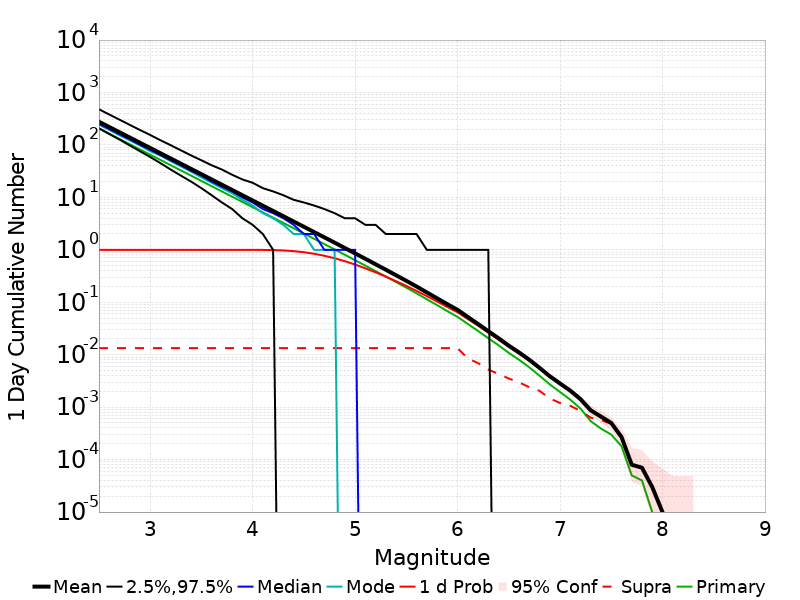 10^4
10^3
10^2
10^1
10^0
10^-1
10^-2
10^-3
10^-4
10^-5
1 Day Cumulative Number
3 4 5 6 7 8 9
Magnitude
Mean 2.5%,97.5% Median Mode 1 d Prob 95% Conf Supra Primary